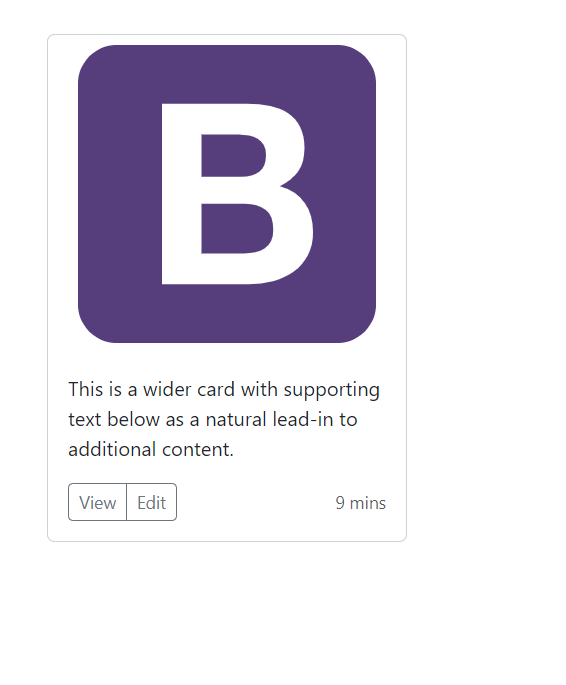 B
This is a wider card with supporting
text below as a natural lead-in to
additional content.
View Edit 9 mins